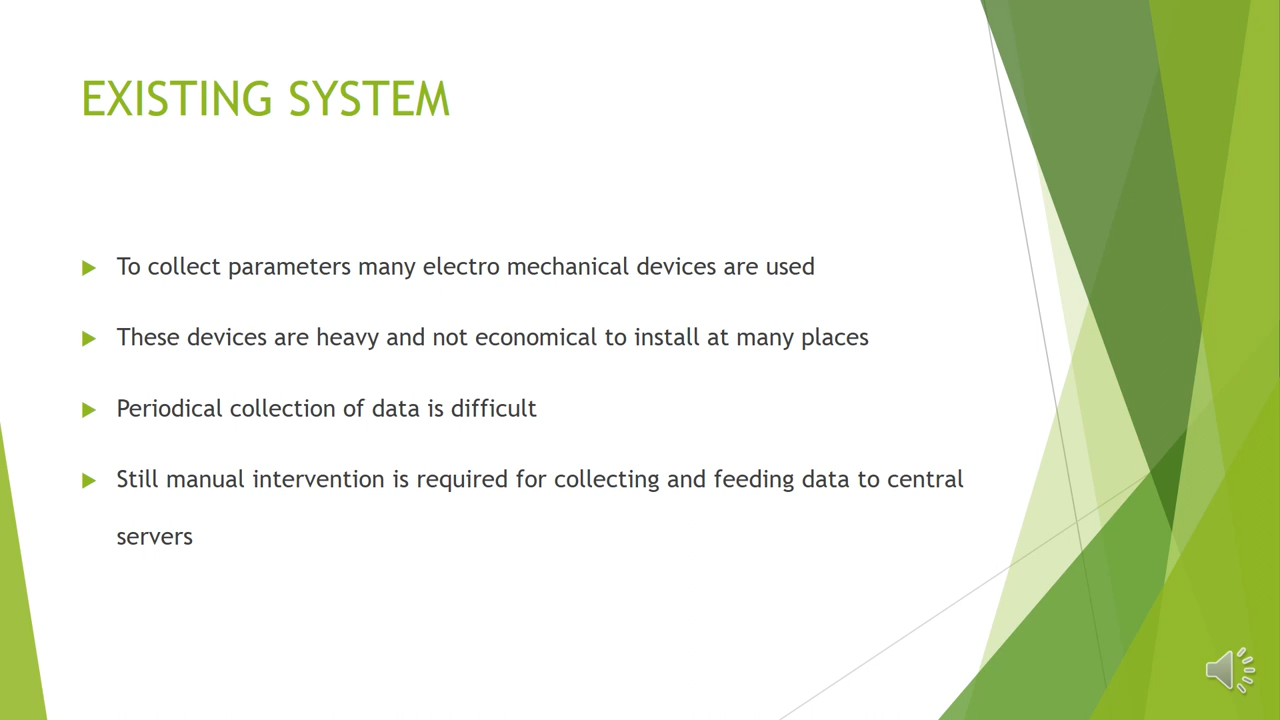 EXISTING SYSTEM
To collect parameters many electro mechanical devices are used
These devices are heavy and not economical to install at many places
Periodical collection of data is difficult
Still manual intervention is required for collecting and feeding data to central
servers